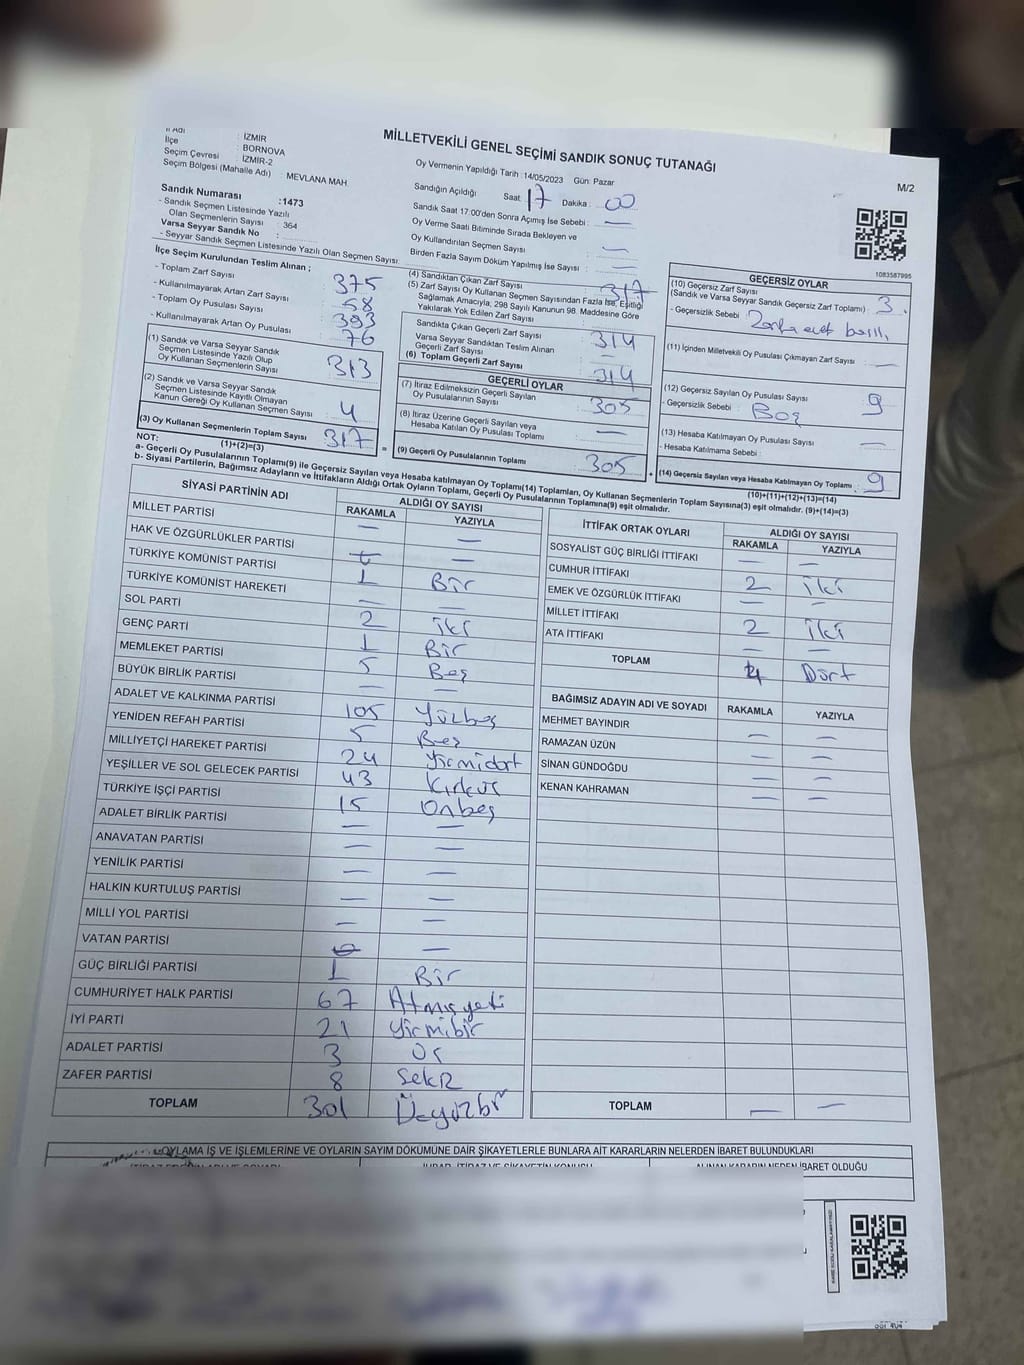 İl Adı : İZMİR
İlçe : BORNOVA
Seçim Çevresi : İZMİR-2
Seçim Bölgesi (Mahalle Adı) : MEVLANA MAH
MİLLETVEKİLİ GENEL SEÇİMİ SANDIK SONUÇ TUTANAĞI
M/2
Sandık Numarası : 1473
- Sandık Seçmen Listesinde Yazılı
Olan Seçmenlerin Sayısı : 364
Varsa Seyyar Sandık No :
- Seyyar Sandık Seçmen Listesinde Yazılı Olan Seçmen Sayısı:
Oy Vermenin Yapıldığı Tarih : 14/05/2023 Gün: Pazar
Sandığın Açıldığı Saat : 17 Dakika : 00
Sandık Saat 17:00'den Sonra Açımış İse Sebebi : —
Oy Verme Saati Bitiminde Sırada Bekleyen ve
Oy Kullandırılan Seçmen Sayısı : —
Birden Fazla Sayım Döküm Yapılmış İse Sayısı : —
1083587995
İlçe Seçim Kurulundan Teslim Alınan ;
- Toplam Zarf Sayısı 375
- Kullanılmayarak Artan Zarf Sayısı 58
- Toplam Oy Pusulası Sayısı 393
- Kullanılmayarak Artan Oy Pusulası 76
(1) Sandık ve Varsa Seyyar Sandık
Seçmen Listesinde Yazılı Olup
Oy Kullanan Seçmenlerin Sayısı 313
(2) Sandık ve Varsa Seyyar Sandık
Seçmen Listesinde Kayıtlı Olmayan
Kanun Gereği Oy Kullanan Seçmen Sayısı 4
(3) Oy Kullanan Seçmenlerin Toplam Sayısı 317
(1)+(2)=(3)
(4) Sandıktan Çıkan Zarf Sayısı 317
(5) Zarf Sayısı Oy Kullanan Seçmen Sayısından Fazla İse, Eşitliği
Sağlamak Amacıyla, 298 Sayılı Kanunun 98. Maddesine Göre
Yakılarak Yok Edilen Zarf Sayısı
Sandıkta Çıkan Geçerli Zarf Sayısı 314
Varsa Seyyar Sandıktan Teslim Alınan
Geçerli Zarf Sayısı —
(6) Toplam Geçerli Zarf Sayısı 314
GEÇERLİ OYLAR
(7) İtiraz Edilmeksizin Geçerli Sayılan
Oy Pusulalarının Sayısı 305
(8) İtiraz Üzerine Geçerli Sayılan veya
Hesaba Katılan Oy Pusulası Toplamı —
(9) Geçerli Oy Pusulalarının Toplamı 305
GEÇERSİZ OYLAR
(10) Geçersiz Zarf Sayısı
(Sandık ve Varsa Seyyar Sandık Geçersiz Zarf Toplamı) : 3
- Geçersizlik Sebebi : Zarfa evet basılı
(11) İçinden Milletvekili Oy Pusulası Çıkmayan Zarf Sayısı : —
(12) Geçersiz Sayılan Oy Pusulası Sayısı : 9
- Geçersizlik Sebebi : Boş
(13) Hesaba Katılmayan Oy Pusulası Sayısı : —
- Hesaba Katılmama Sebebi :
(14) Geçersiz Sayılan veya Hesaba Katılmayan Oy Toplamı : 9
(10)+(11)+(12)+(13)=(14)
NOT:
a- Geçerli Oy Pusulalarının Toplamı(9) ile Geçersiz Sayılan veya Hesaba katılmayan Oy Toplamı(14) Toplamları, Oy Kullanan Seçmenlerin Toplam Sayısına(3) eşit olmalıdır. (9)+(14)=(3)
b- Siyasi Partilerin, Bağımsız Adayların ve İttifakların Aldığı Ortak Oyların Toplamı, Geçerli Oy Pusulalarının Toplamına(9) eşit olmalıdır.
SİYASİ PARTİNİN ADI ALDIĞI OY SAYISI
RAKAMLA YAZIYLA
MİLLET PARTİSİ — —
HAK VE ÖZGÜRLÜKLER PARTİSİ
TÜRKİYE KOMÜNİST PARTİSİ —
TÜRKİYE KOMÜNİST HAREKETİ 1 Bir
SOL PARTİ — —
GENÇ PARTİ 2 iki
MEMLEKET PARTİSİ 1 Bir
BÜYÜK BİRLİK PARTİSİ 5 Beş
ADALET VE KALKINMA PARTİSİ — —
YENİDEN REFAH PARTİSİ 105 Yüzbeş
MİLLİYETÇİ HAREKET PARTİSİ 5 Beş
YEŞİLLER VE SOL GELECEK PARTİSİ 24 Yirmidört
TÜRKİYE İŞÇİ PARTİSİ 43 Kırküç
ADALET BİRLİK PARTİSİ 15 Onbeş
ANAVATAN PARTİSİ — —
YENİLİK PARTİSİ — —
HALKIN KURTULUŞ PARTİSİ — —
MİLLİ YOL PARTİSİ — —
VATAN PARTİSİ — —
GÜÇ BİRLİĞİ PARTİSİ 1 Bir
CUMHURİYET HALK PARTİSİ 67 Atmışyedi
İYİ PARTİ 21 Yirmibir
ADALET PARTİSİ 3 Üç
ZAFER PARTİSİ 8 Sekiz
TOPLAM 301 Üçyüzbir
İTTİFAK ORTAK OYLARI ALDIĞI OY SAYISI
RAKAMLA YAZIYLA
SOSYALİST GÜÇ BİRLİĞİ İTTİFAKI — —
CUMHUR İTTİFAKI 2 iki
EMEK VE ÖZGÜRLÜK İTTİFAKI — —
MİLLET İTTİFAKI 2 iki
ATA İTTİFAKI — —
TOPLAM 4 Dört
BAĞIMSIZ ADAYIN ADI VE SOYADI RAKAMLA YAZIYLA
MEHMET BAYINDIR — —
RAMAZAN ÜZÜN — —
SİNAN GÜNDOĞDU — —
KENAN KAHRAMAN — —
TOPLAM — —
OYLAMA İŞ VE İŞLEMLERİNE VE OYLARIN SAYIM DÖKÜMÜNE DAİR ŞİKAYETLERLE BUNLARA AİT KARARLARIN NELERDEN İBARET BULUNDUKLARI
ALINAN KARARIN NEDEN İBARET OLDUĞU